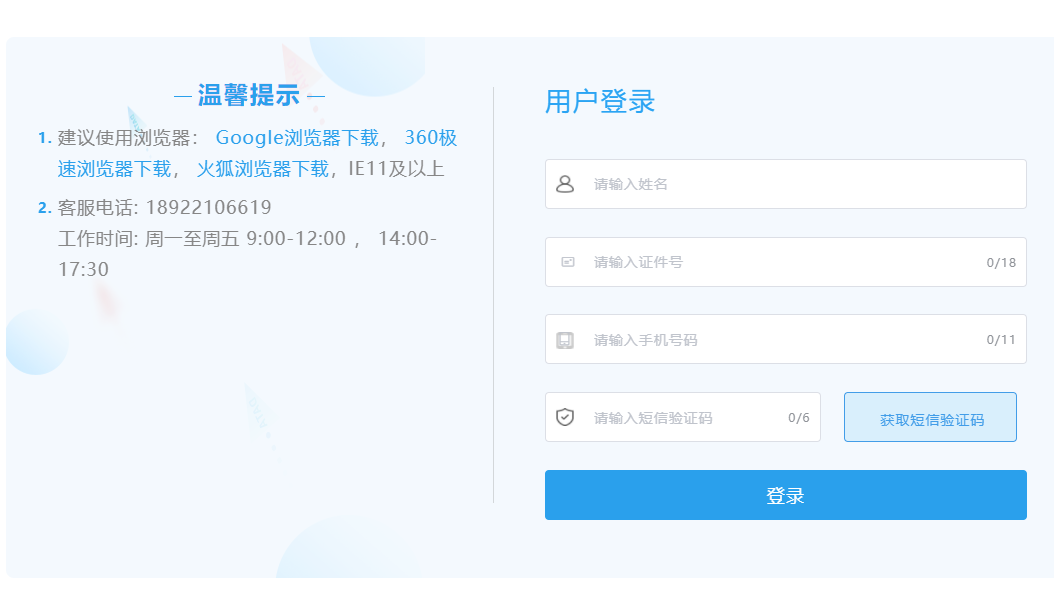 — 温馨提示 —
1. 建议使用浏览器： Google浏览器下载， 360极
速浏览器下载， 火狐浏览器下载，IE11及以上
2. 客服电话: 18922106619
工作时间: 周一至周五 9:00-12:00 ， 14:00-
17:30
用户登录
请输入姓名
请输入证件号 0/18
请输入手机号码 0/11
请输入短信验证码 0/6 获取短信验证码
登录